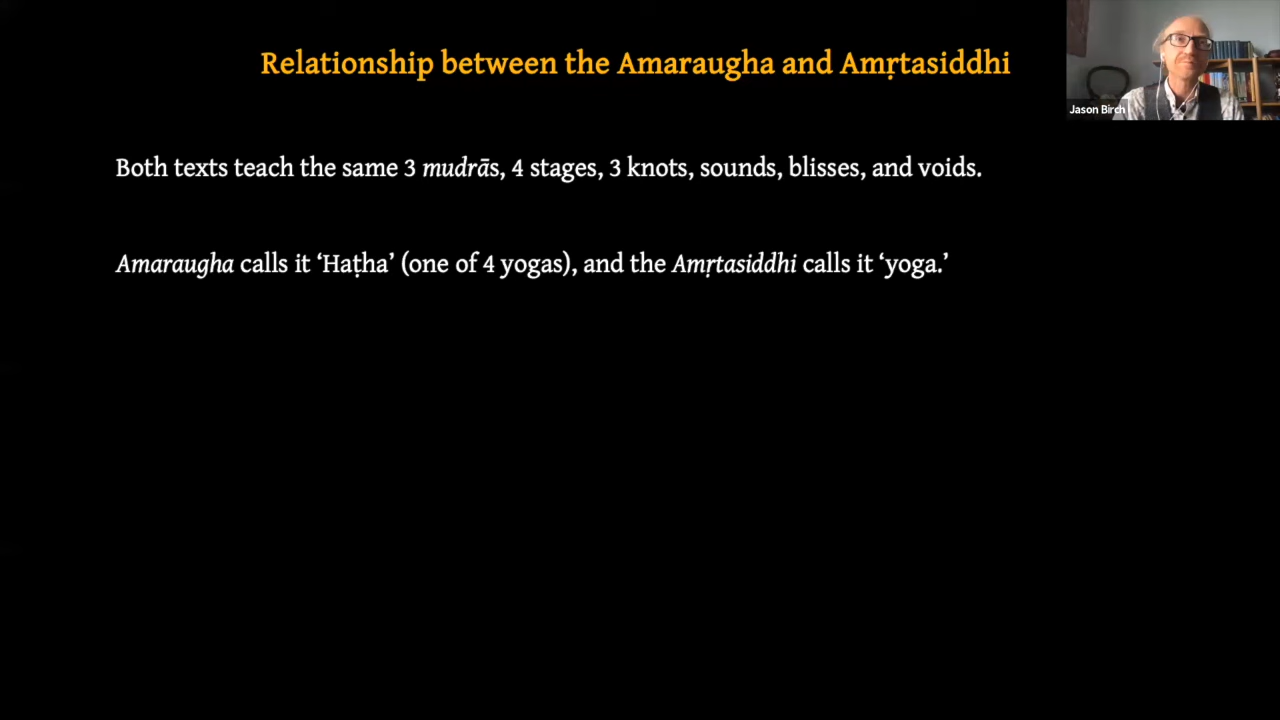 Relationship between the Amaraugha and Amṛtasiddhi
Jason Birch
Both texts teach the same 3 mudrās, 4 stages, 3 knots, sounds, blisses, and voids.
Amaraugha calls it ‘Haṭha’ (one of 4 yogas), and the Amṛtasiddhi calls it ‘yoga.’